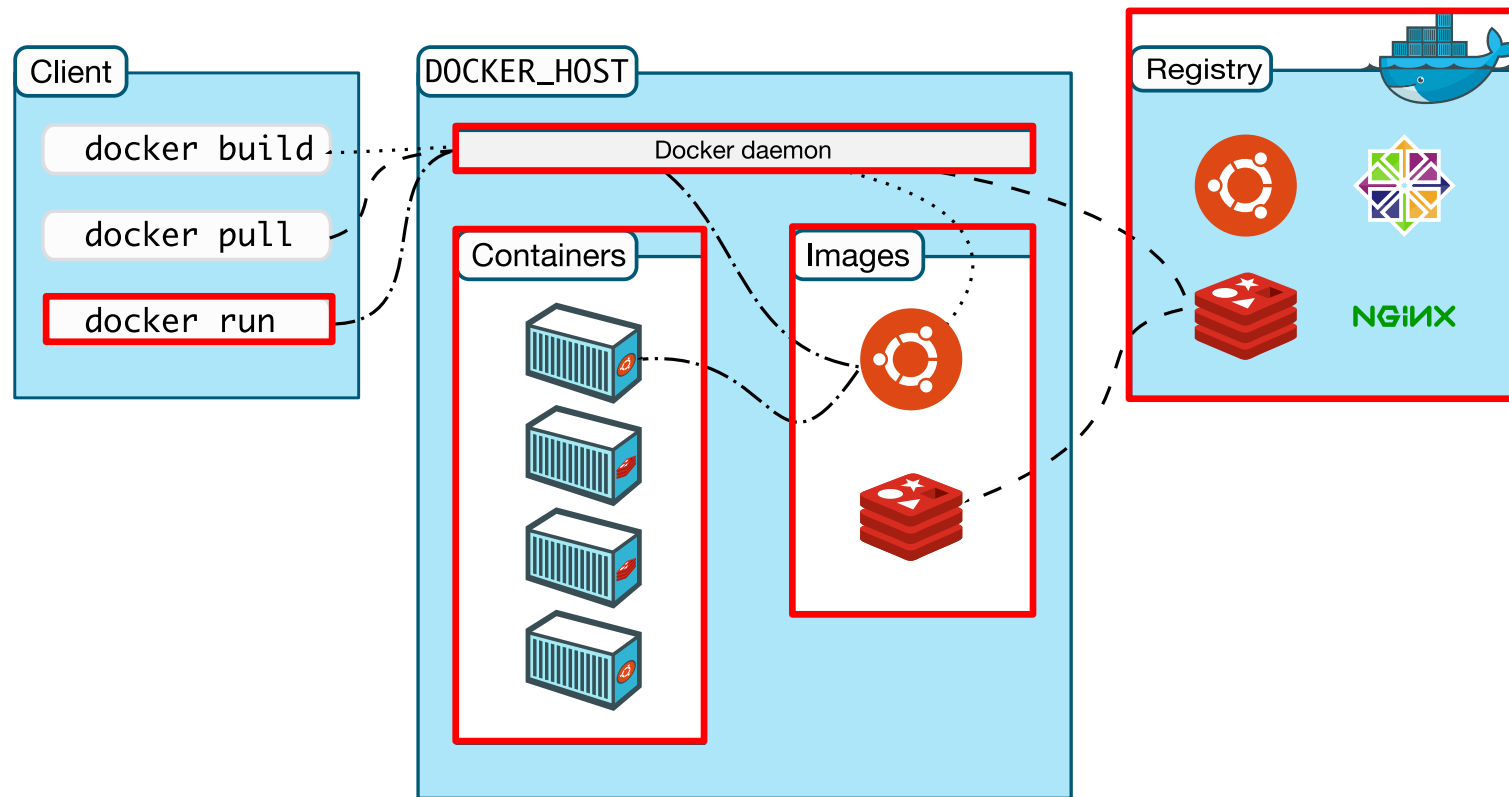 Client
docker build
docker pull
docker run
DOCKER_HOST
Docker daemon
Containers
Images
Registry
NGiNX